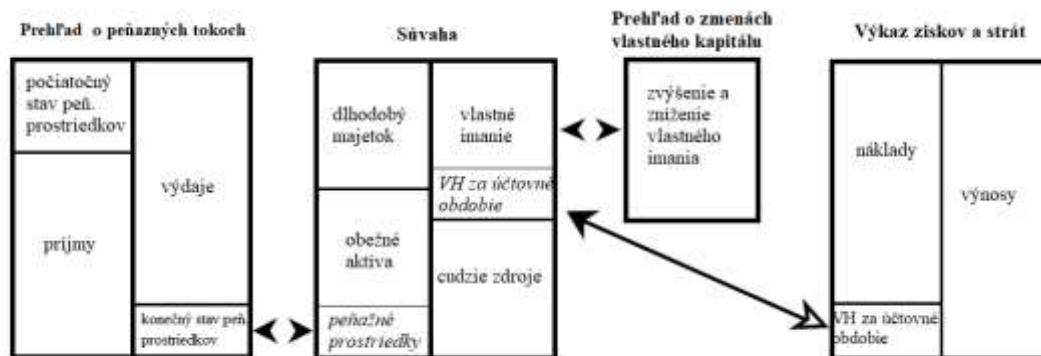 Prehľad o peňazných tokoch
počiatočný
stav peň.
prostriedkov
príjmy
výdaje
konečný stav peň.
prostriedkov
Súvaha
dlhodobý
majetok
obežné
aktíva
peňažné
prostriedky
vlastné
imanie
VH za účtovné
obdobie
cudzie zdroje
Prehľad o zmenách
vlastného kapitálu
zvýšenie a
zníženie
vlastného
imania
Výkaz ziskov a strát
náklady
VH za účtovné
obdobie
výnosy